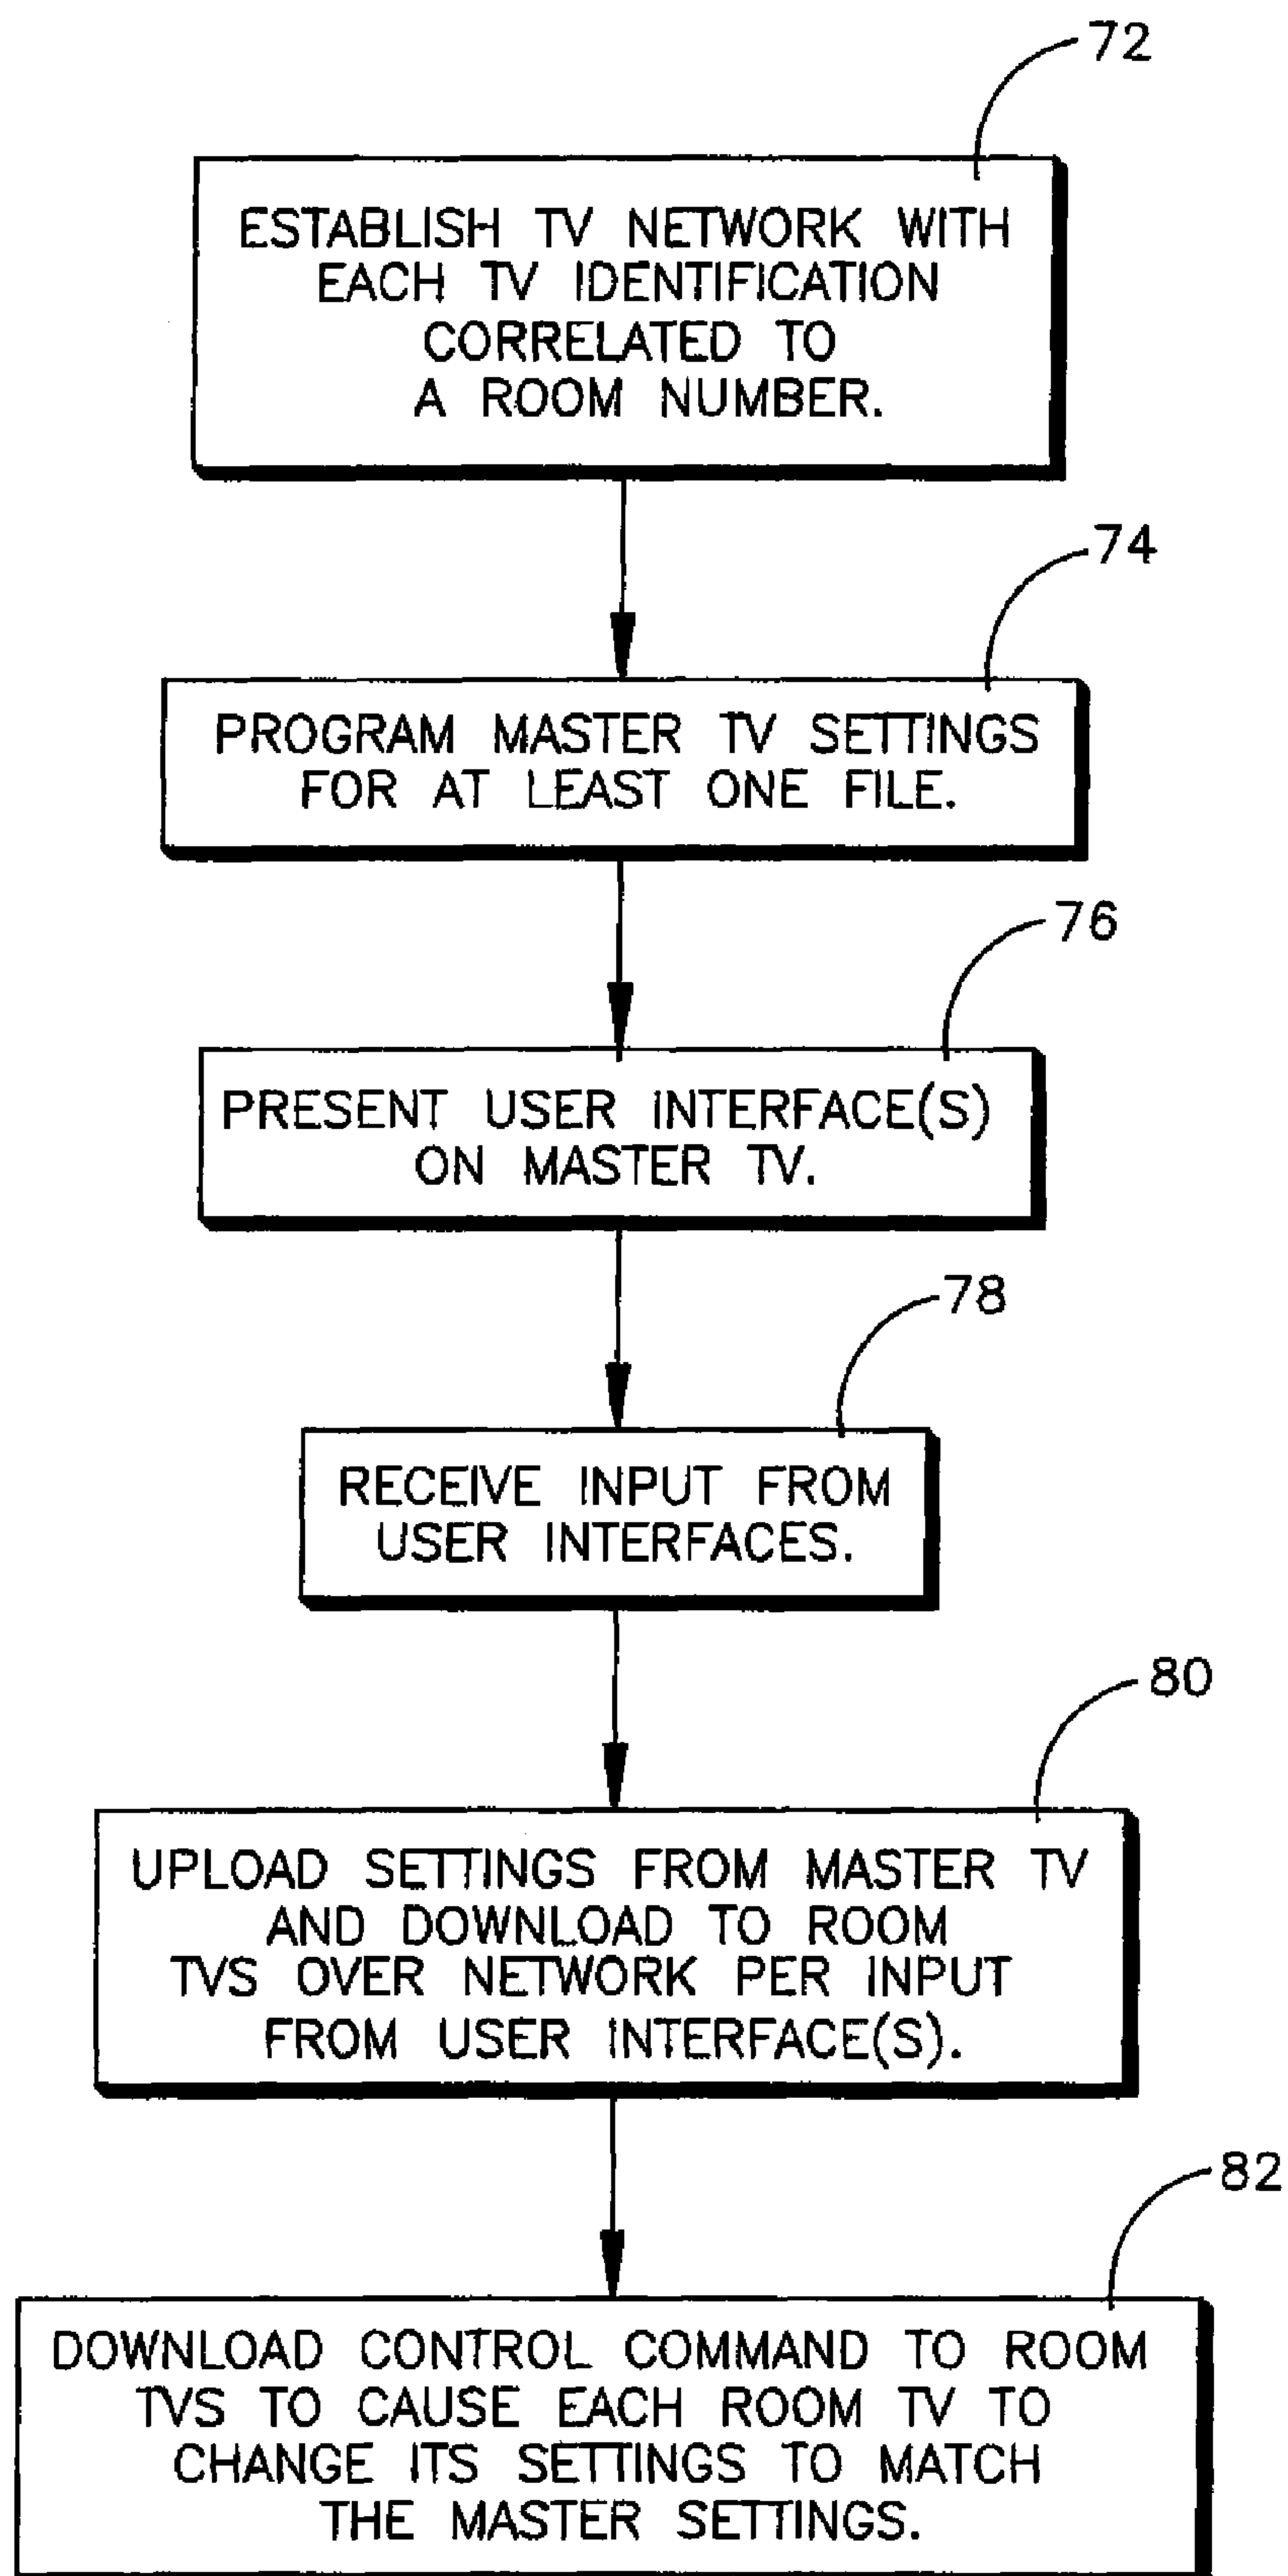 72
ESTABLISH TV NETWORK WITH
EACH TV IDENTIFICATION
CORRELATED TO
A ROOM NUMBER.
74
PROGRAM MASTER TV SETTINGS
FOR AT LEAST ONE FILE.
76
PRESENT USER INTERFACE(S)
ON MASTER TV.
78
RECEIVE INPUT FROM
USER INTERFACES.
80
UPLOAD SETTINGS FROM MASTER TV
AND DOWNLOAD TO ROOM
TVS OVER NETWORK PER INPUT
FROM USER INTERFACE(S).
82
DOWNLOAD CONTROL COMMAND TO ROOM
TVS TO CAUSE EACH ROOM TV TO
CHANGE ITS SETTINGS TO MATCH
THE MASTER SETTINGS.